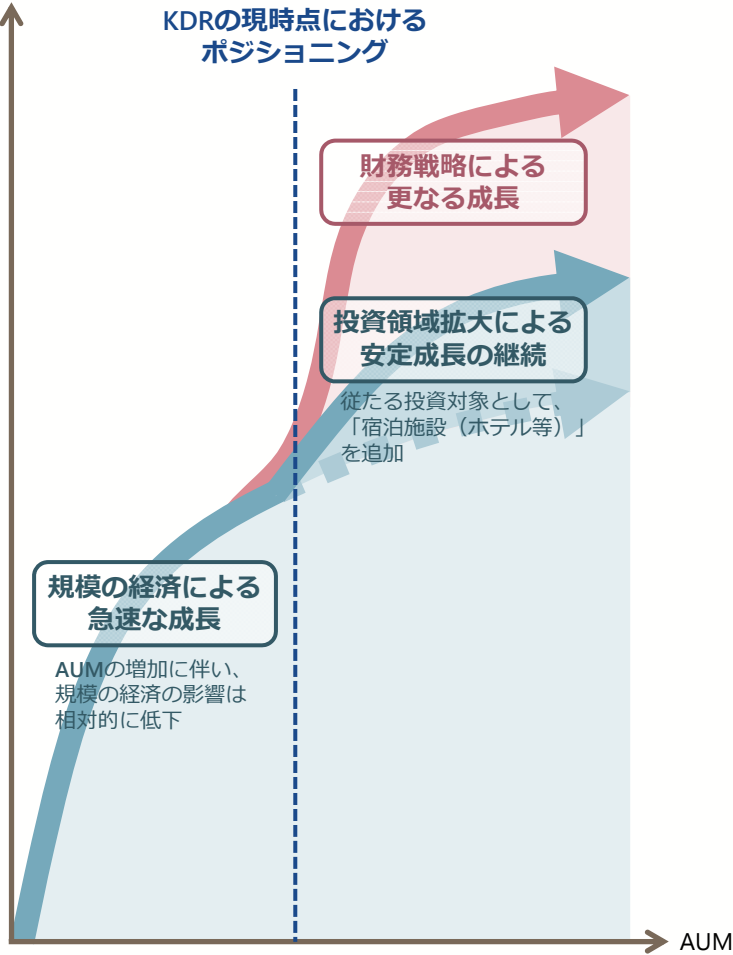 KDRの現時点における
ポジショニング
財務戦略による
更なる成長
投資領域拡大による
安定成長の継続
従たる投資対象として、
「宿泊施設（ホテル等）」
を追加
規模の経済による
急速な成長
AUMの増加に伴い、
規模の経済の影響は
相対的に低下
AUM